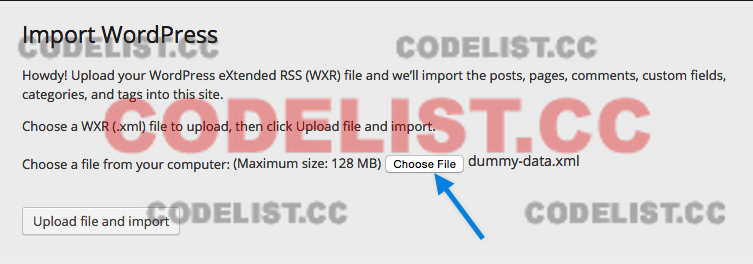 Import WordPress
CODELIST.CC
CODELIST.CC
Howdy! Upload your WordPress eXtended RSS (WXR) file and we'll import the posts, pages, comments, custom fields,
categories, and tags into this site.
CODELIST.CC
Choose a WXR (.xml) file to upload, then click Upload file and import.
Choose a file from your computer: (Maximum size: 128 MB) Choose File dummy-data.xml
Upload file and import
CODELIST.CC
CODELIST.CC